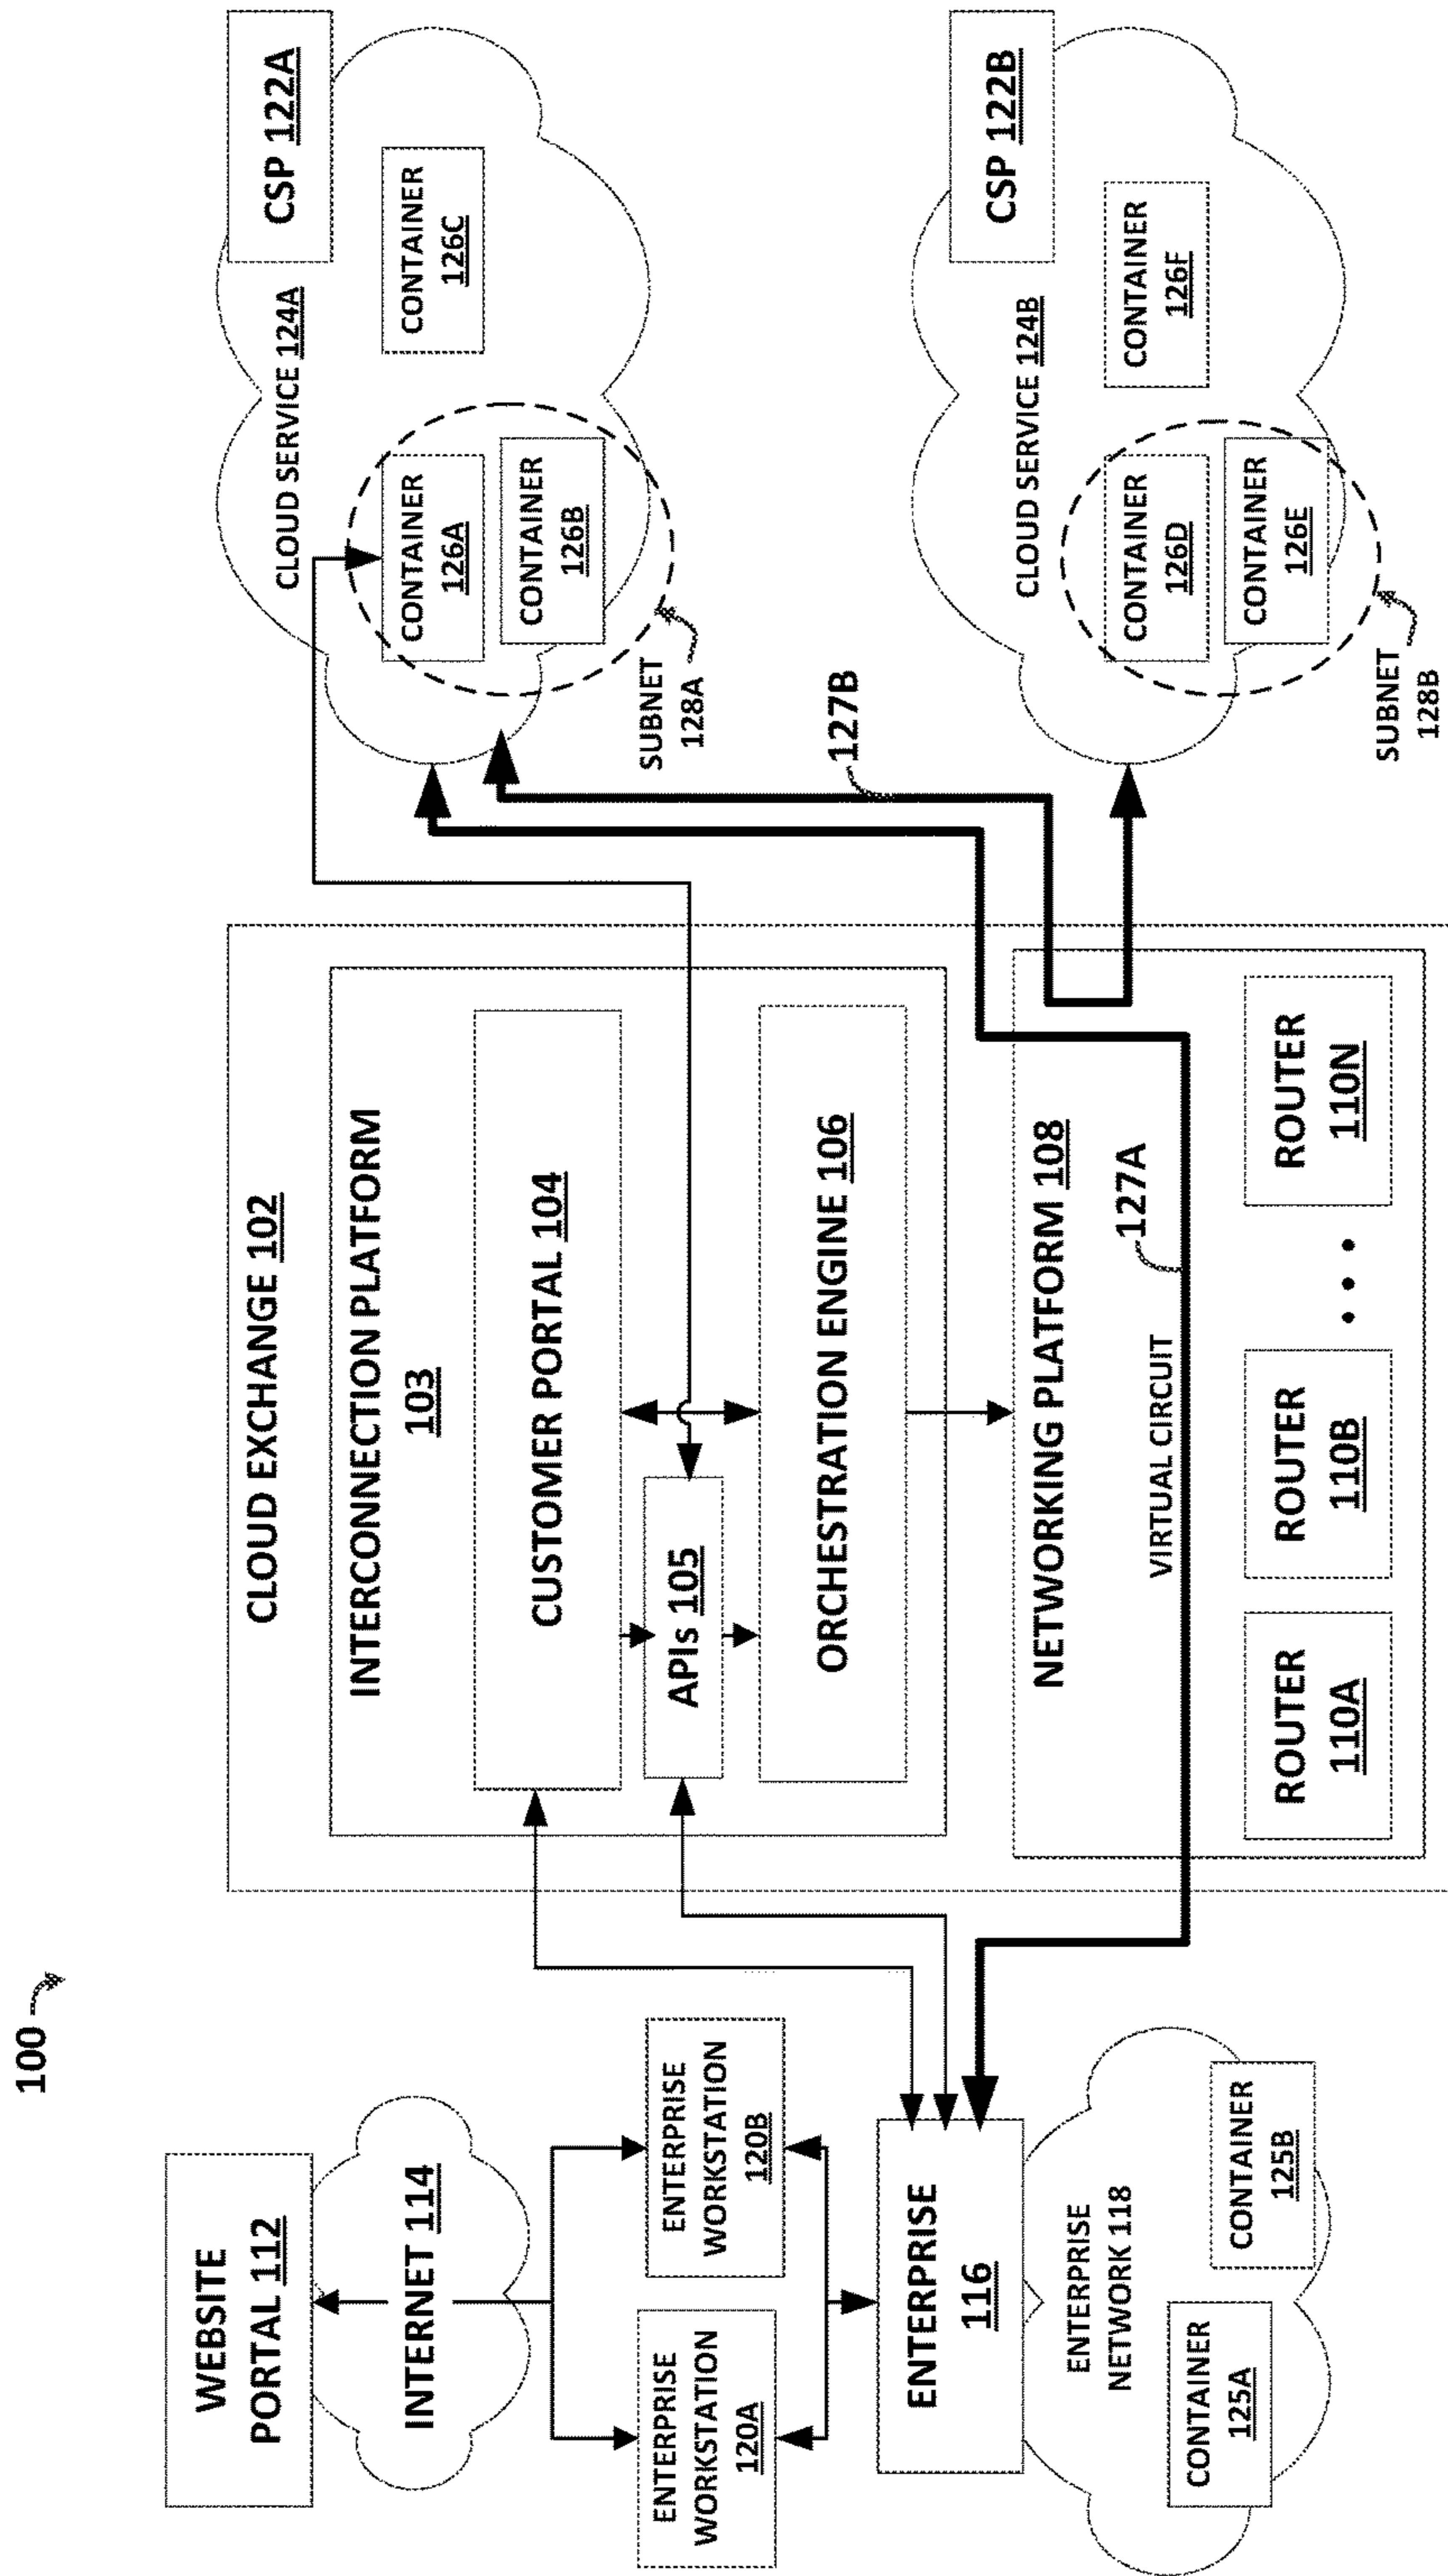 100
WEBSITE
PORTAL 112
INTERNET 114
ENTERPRISE
WORKSTATION
120A
ENTERPRISE
WORKSTATION
120B
ENTERPRISE
116
ENTERPRISE
NETWORK 118
CONTAINER
125A
CONTAINER
125B
CLOUD EXCHANGE 102
INTERCONNECTION PLATFORM
103
CUSTOMER PORTAL 104
APIs 105
ORCHESTRATION ENGINE 106
NETWORKING PLATFORM 108
VIRTUAL CIRCUIT
127A
ROUTER
110A
ROUTER
110B
• • •
ROUTER
110N
127B
CSP 122A
CLOUD SERVICE 124A
CONTAINER
126A
CONTAINER
126B
CONTAINER
126C
SUBNET
128A
CSP 122B
CLOUD SERVICE 124B
CONTAINER
126D
CONTAINER
126E
CONTAINER
126F
SUBNET
128B